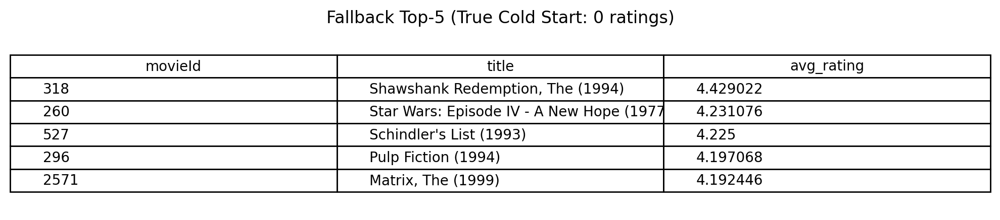 Fallback Top-5 (True Cold Start: 0 ratings)
movieId title avg_rating
318 Shawshank Redemption, The (1994) 4.429022
260 Star Wars: Episode IV - A New Hope (1977 4.231076
527 Schindler's List (1993) 4.225
296 Pulp Fiction (1994) 4.197068
2571 Matrix, The (1999) 4.192446